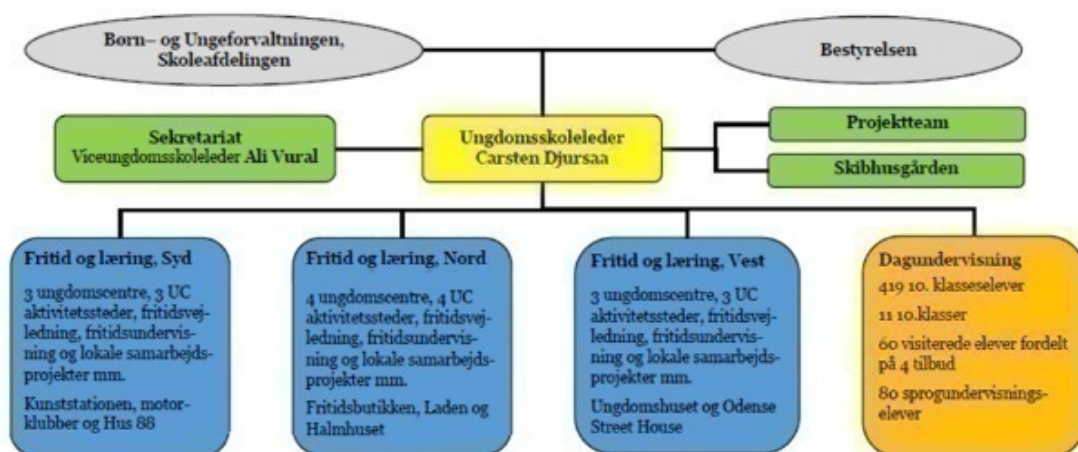 Børn– og Ungeforvaltningen,
Skoleafdelingen
Bestyrelsen
Sekretariat
Viceungdomsskoleleder Ali Vural
Ungdomsskoleleder
Carsten Djursaa
Projektteam
Skibhusgården
Fritid og læring, Syd
3 ungdomscentre, 3 UC
aktivitetssteder, fritidsvej-
ledning, fritidsundervis-
ning og lokale samarbejds-
projekter mm.
Kunststationen, motor-
klubber og Hus 88
Fritid og læring, Nord
4 ungdomscentre, 4 UC
aktivitetssteder, fritidsvej-
ledning, fritidsundervis-
ning og lokale samarbejds-
projekter mm.
Fritidsbutikken, Laden og
Halmhuset
Fritid og læring, Vest
3 ungdomscentre, 3 UC
aktivitetssteder, fritidsvej-
ledning, fritidsundervis-
ning og lokale samarbejds-
projekter mm.
Ungdomshuset og Odense
Street House
Dagundervisning
419 10. klasseselever
11 10.klasser
60 visiterede elever fordelt
på 4 tilbud
80 sprogundervisnings-
elever